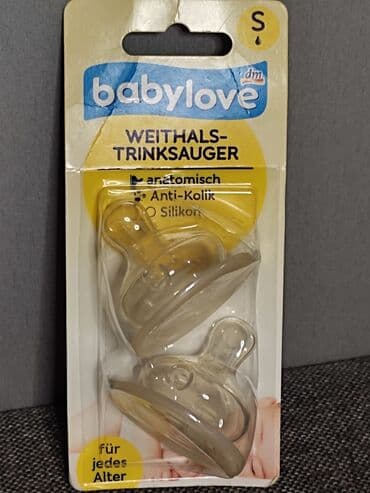 S
dm
babylove
WEITHALS-
TRINKSAUGER
anatomisch
Anti-Kolik
Silikon
für
jedes
Alter